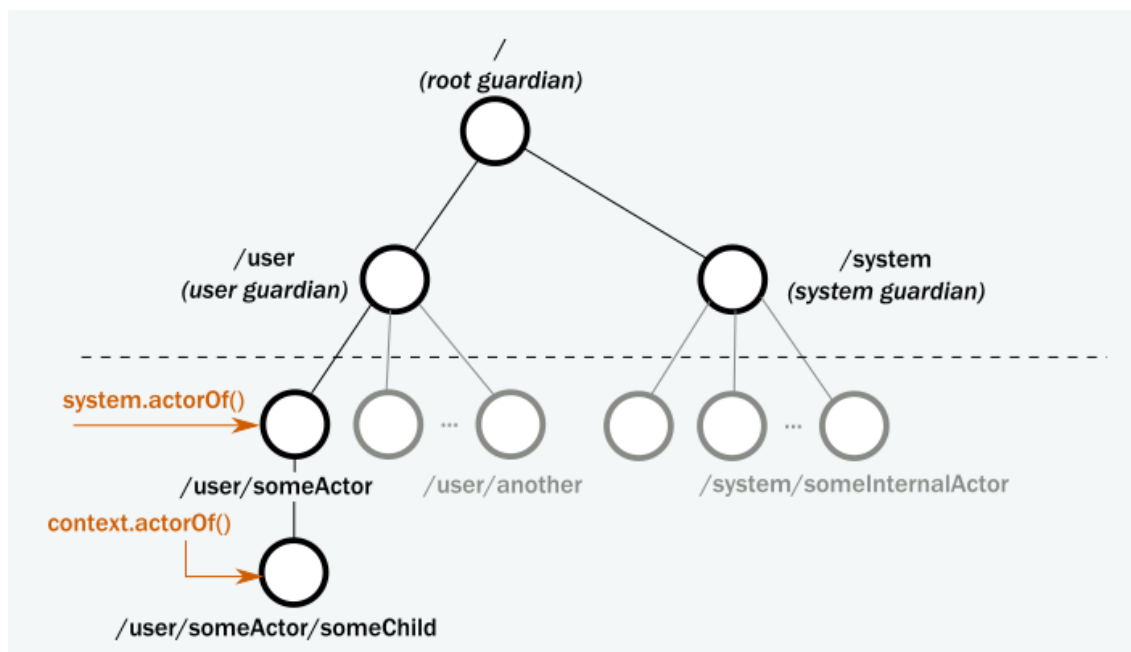 /
(root guardian)
/user
(user guardian)
/system
(system guardian)
system.actorOf()
...
...
/user/someActor
/user/another
/system/someInternalActor
context.actorOf()
/user/someActor/someChild